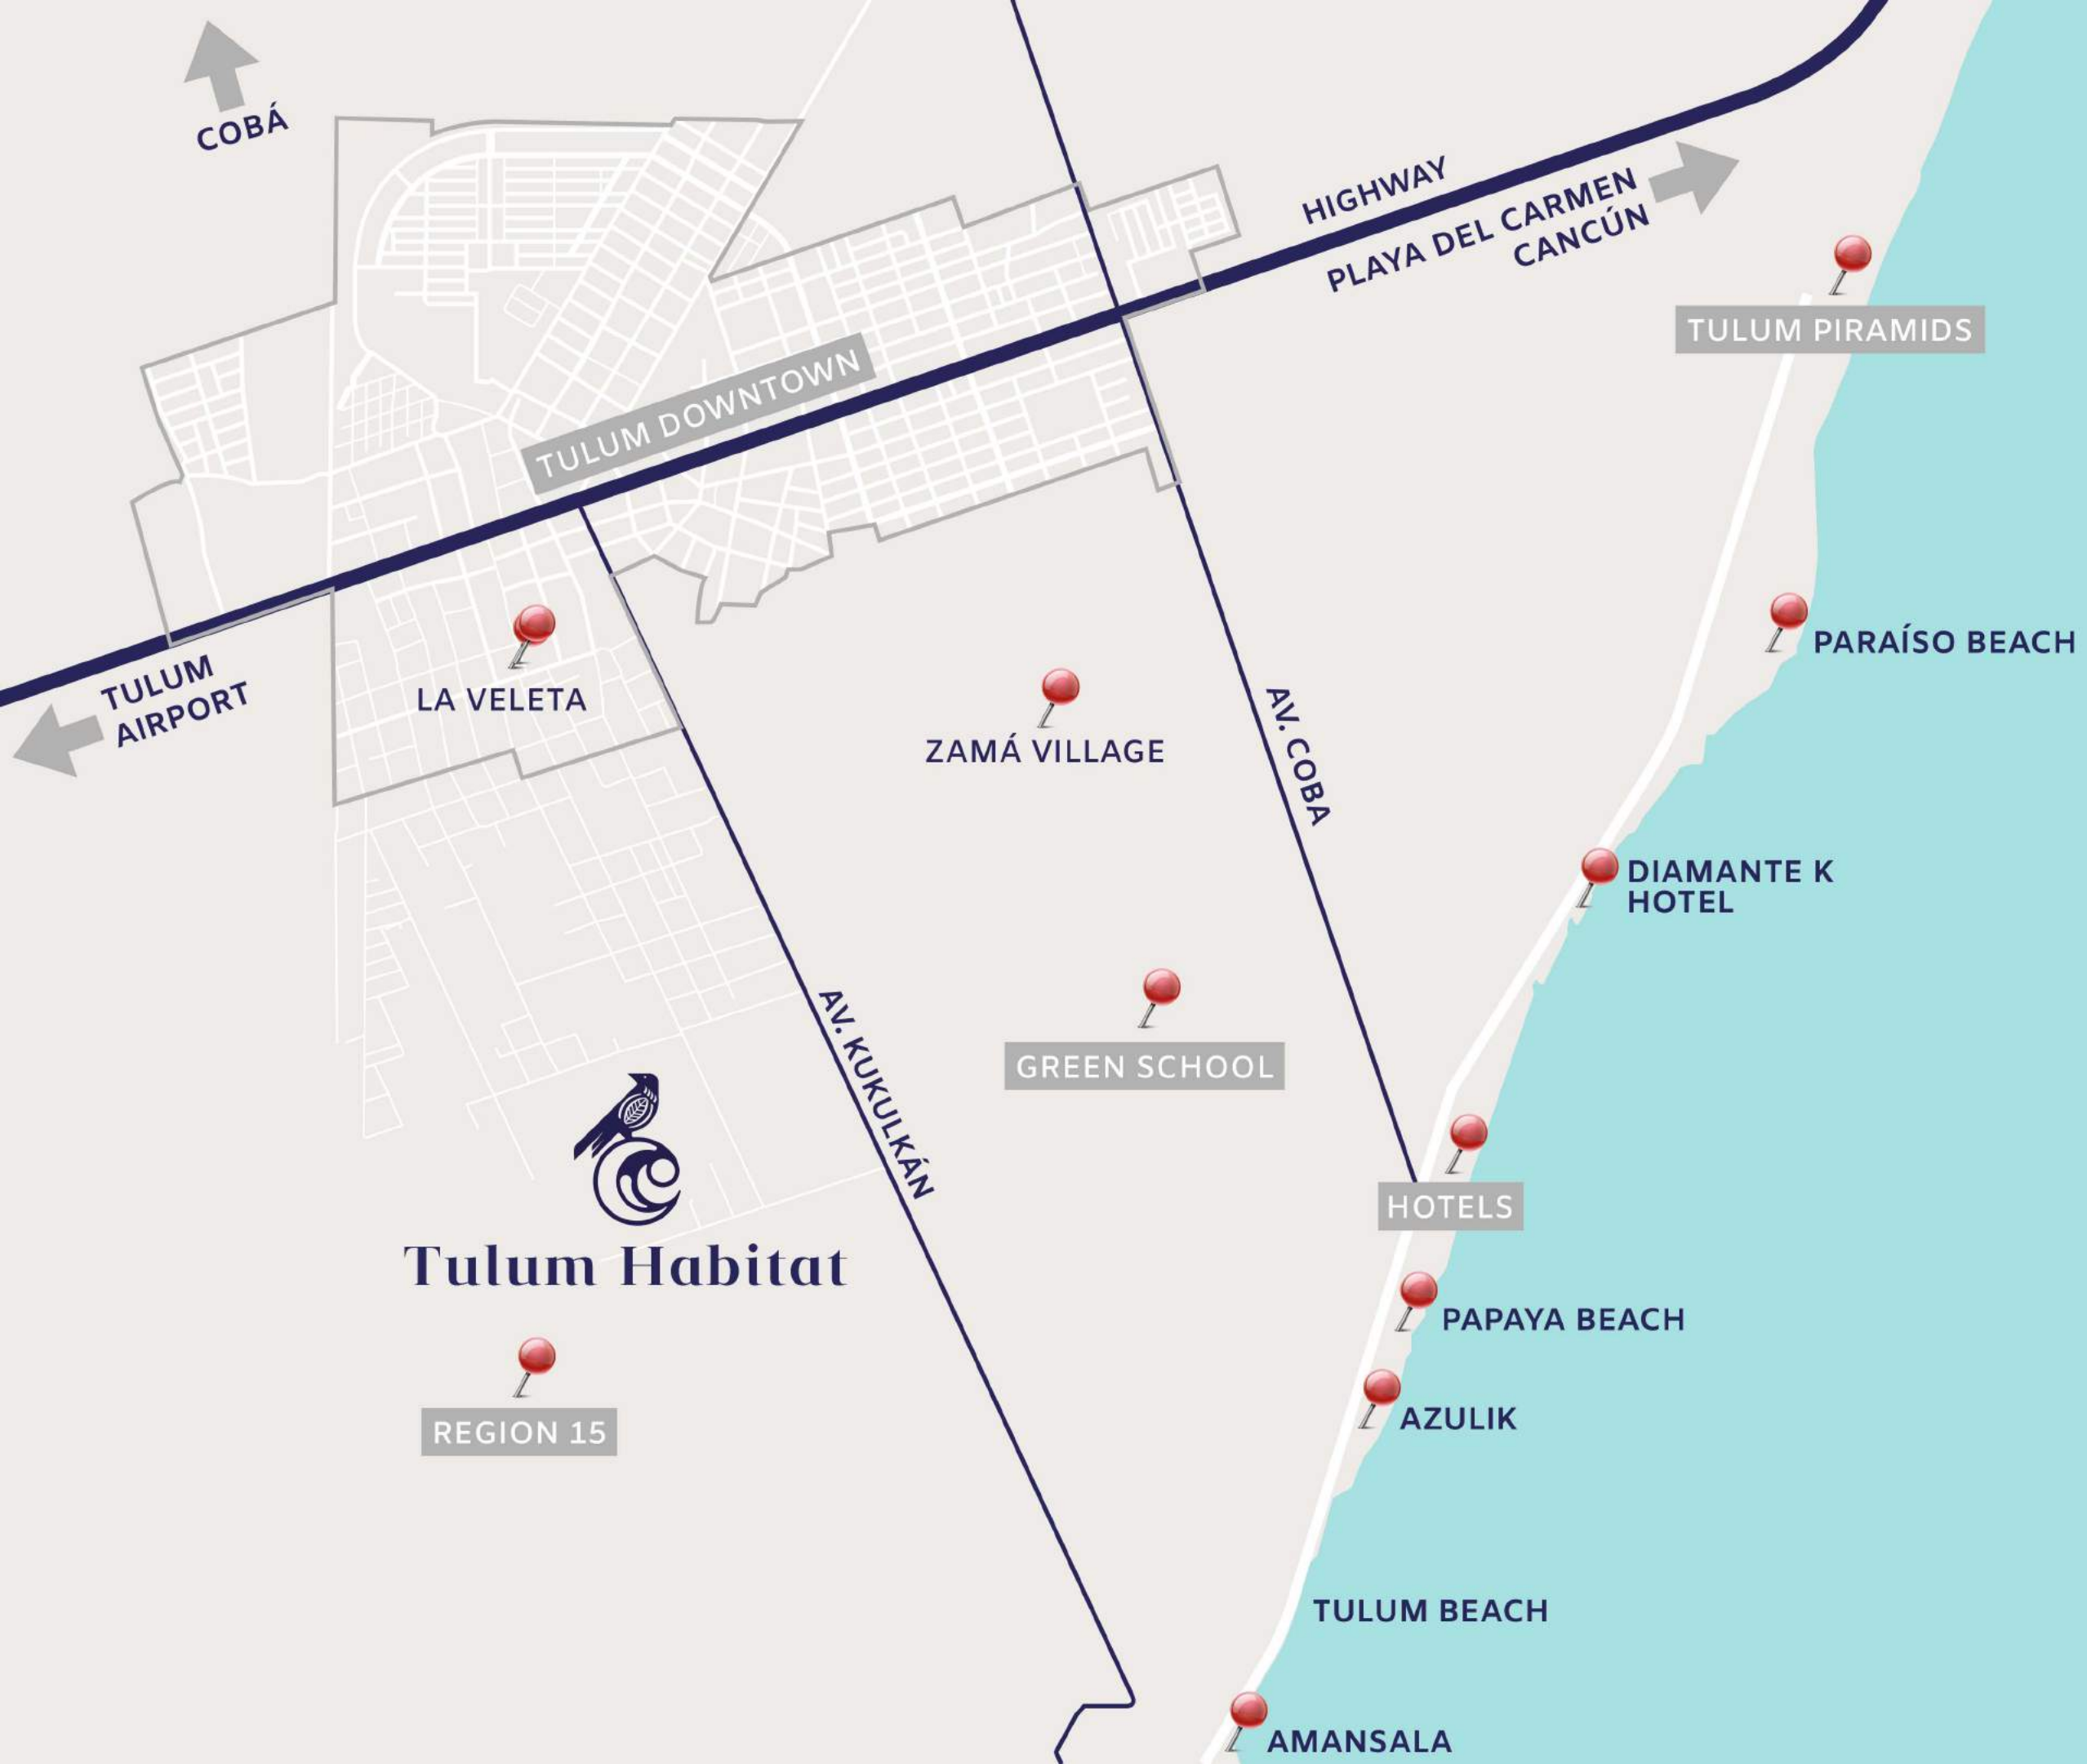 COBÁ
HIGHWAY
PLAYA DEL CARMEN
CANCÚN
TULUM PIRAMIDS
TULUM DOWNTOWN
TULUM
AIRPORT
LA VELETA
ZAMÁ VILLAGE
AV. COBA
PARAÍSO BEACH
DIAMANTE K
HOTEL
AV. KUKULKÁN
GREEN SCHOOL
HOTELS
Tulum Habitat
PAPAYA BEACH
REGION 15
AZULIK
TULUM BEACH
AMANSALA